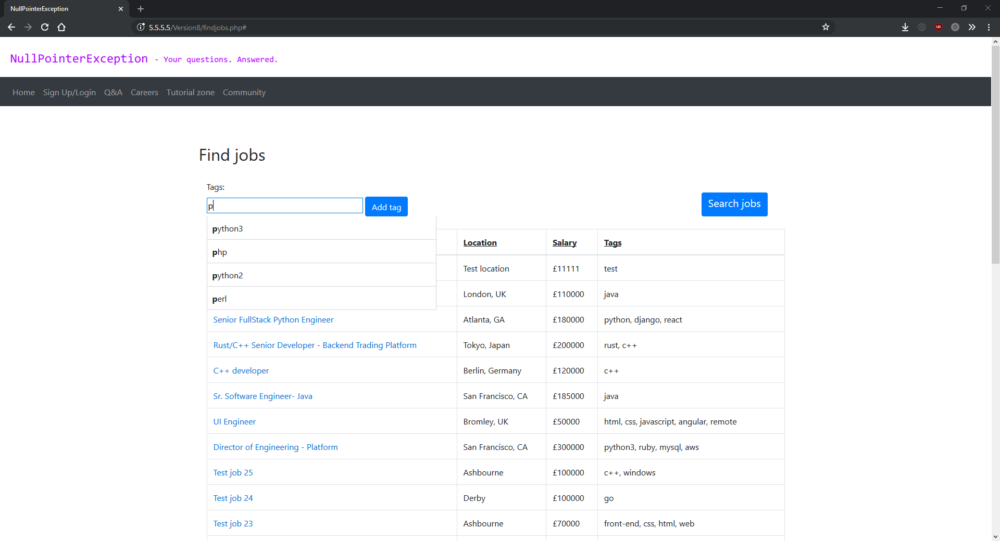 NullPointerException
5.5.5.5/Version8/findjobs.php#
NullPointerException - Your questions. Answered.
Home Sign Up/Login Q&A Careers Tutorial zone Community
Find jobs
Tags:
p Add tag Search jobs
python3
php
python2
perl
Location Salary Tags
Test location £11111 test
London, UK £110000 java
Senior FullStack Python Engineer Atlanta, GA £180000 python, django, react
Rust/C++ Senior Developer - Backend Trading Platform Tokyo, Japan £200000 rust, c++
C++ developer Berlin, Germany £120000 c++
Sr. Software Engineer- Java San Francisco, CA £185000 java
UI Engineer Bromley, UK £50000 html, css, javascript, angular, remote
Director of Engineering - Platform San Francisco, CA £300000 python3, ruby, mysql, aws
Test job 25 Ashbourne £100000 c++, windows
Test job 24 Derby £100000 go
Test job 23 Ashbourne £70000 front-end, css, html, web